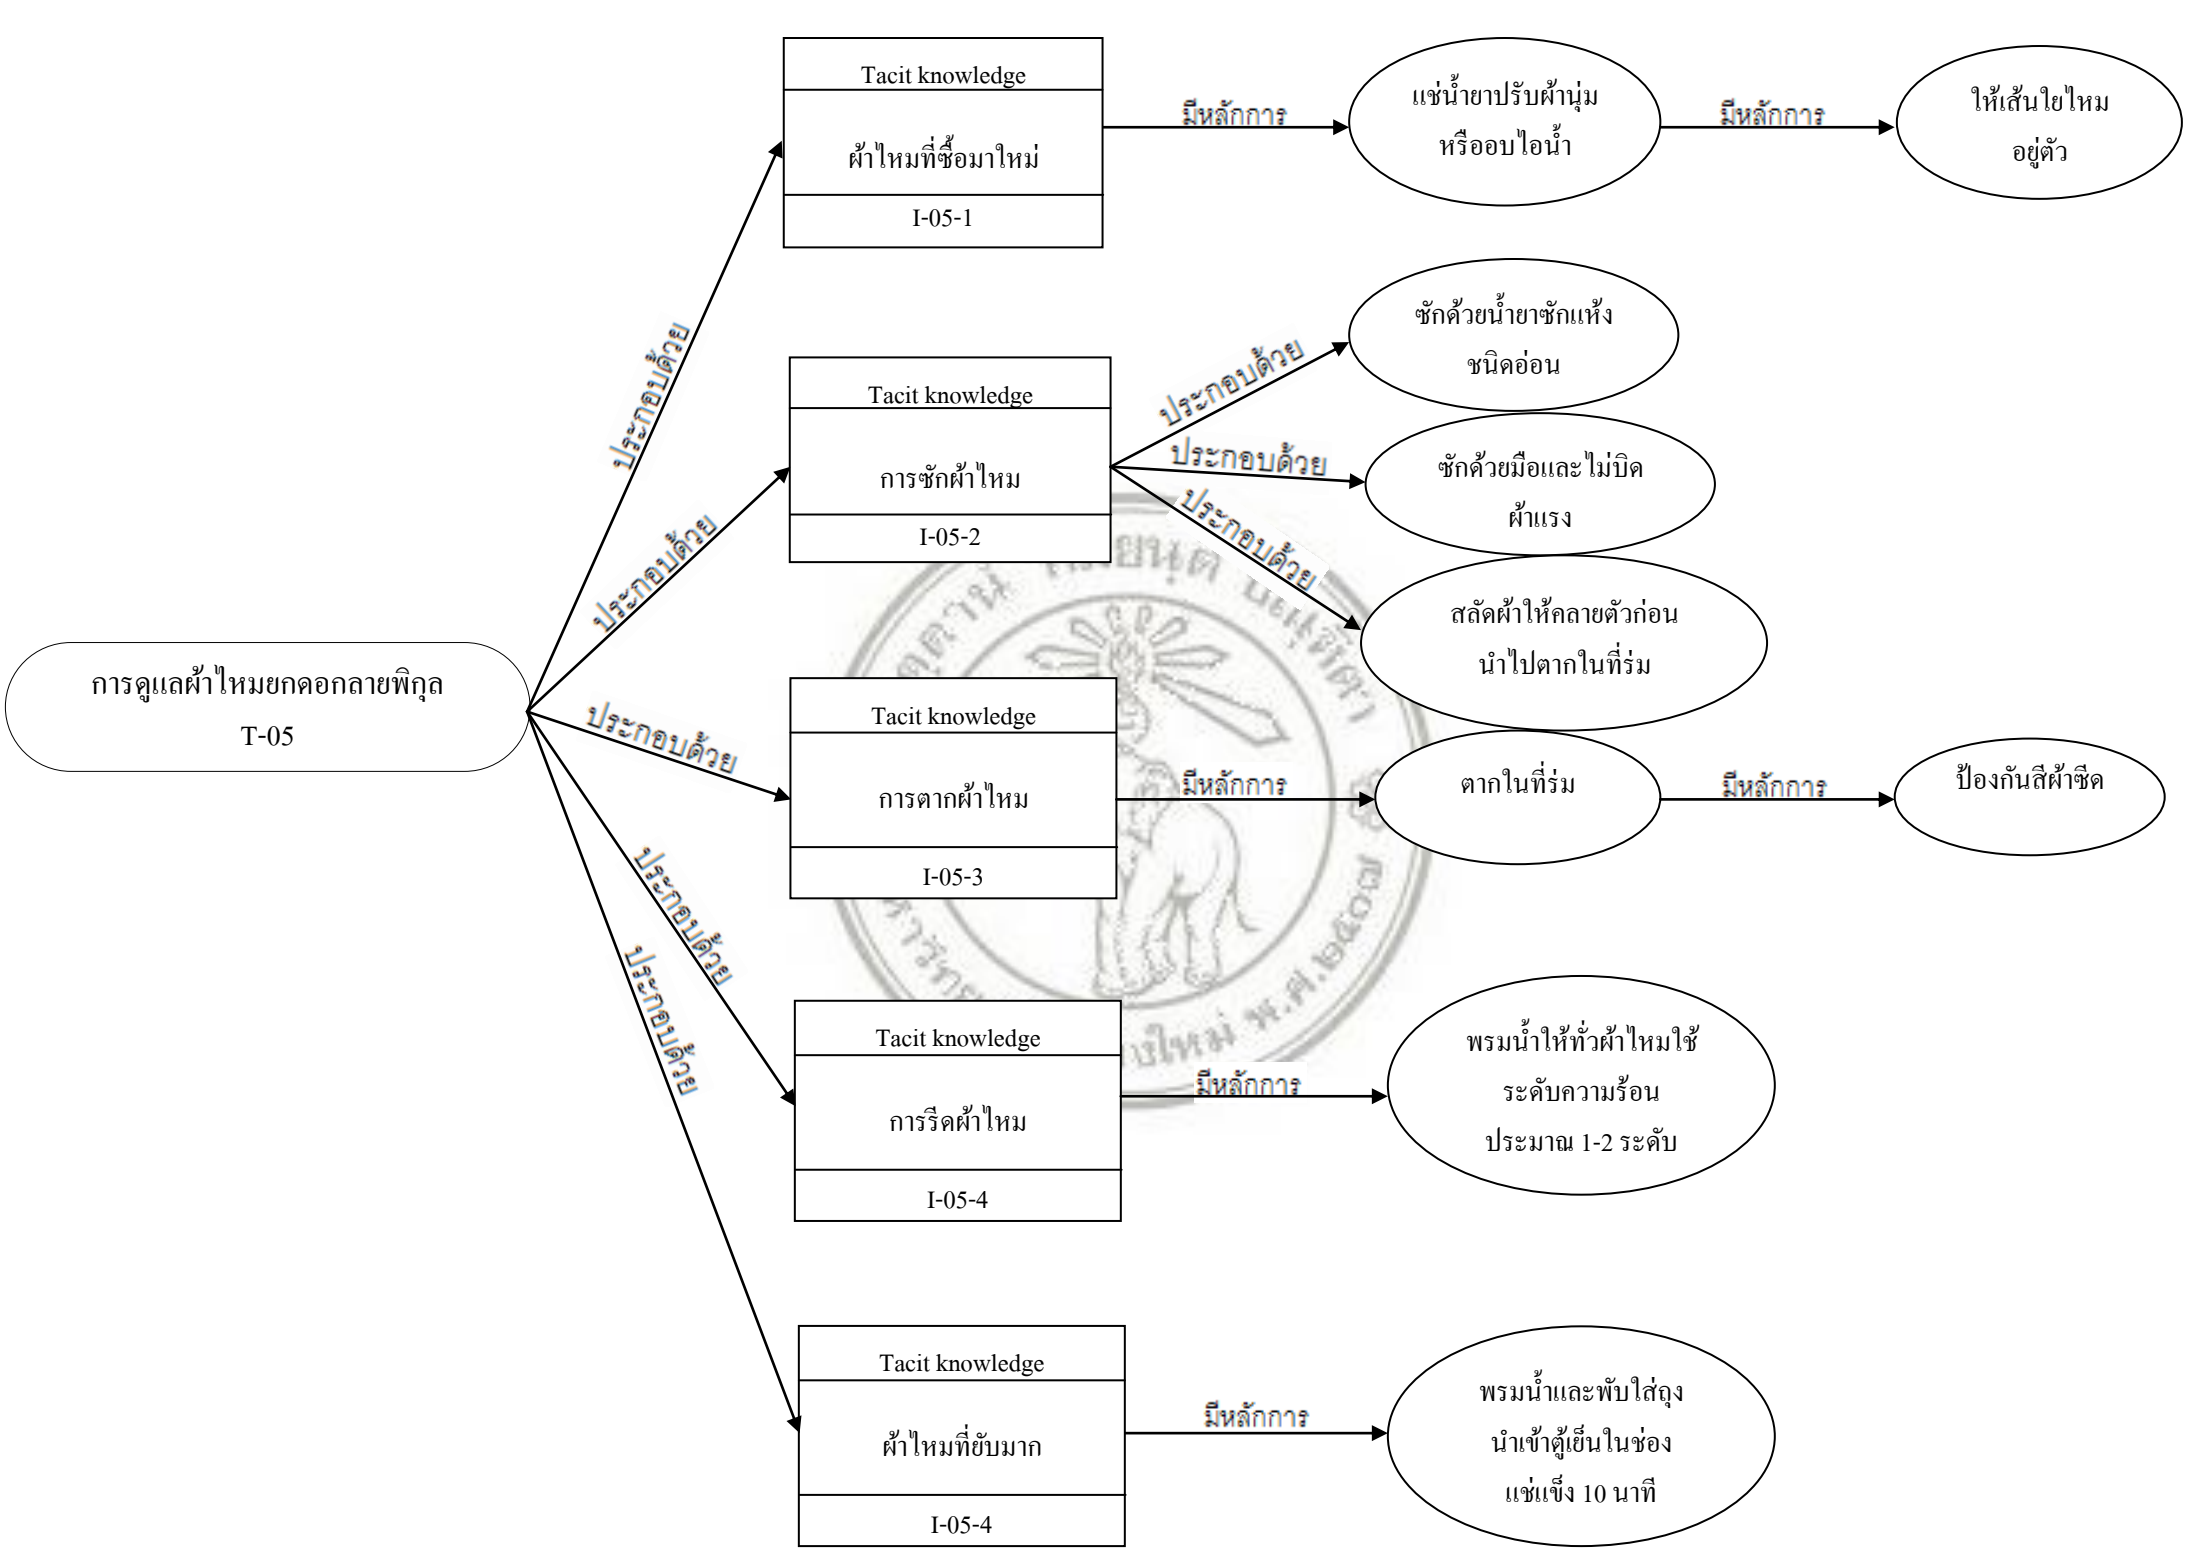 การดูแลผ้าไหมยกดอกลายพิกุล
T-05
ประกอบด้วย
ประกอบด้วย
ประกอบด้วย
ประกอบด้วย
ประกอบด้วย
Tacit knowledge
ผ้าไหมที่ซื้อมาใหม่
I-05-1
มีหลักการ
แช่น้ำยาปรับผ้านุ่ม
หรืออบไอน้ำ
มีหลักการ
ให้เส้นใยไหม
อยู่ตัว
Tacit knowledge
การซักผ้าไหม
I-05-2
ประกอบด้วย
ซักด้วยน้ำยาซักแห้ง
ชนิดอ่อน
ประกอบด้วย
ซักด้วยมือและไม่บิด
ผ้าแรง
ประกอบด้วย
สลัดผ้าให้คลายตัวก่อน
นำไปตากในที่ร่ม
Tacit knowledge
การตากผ้าไหม
I-05-3
มีหลักการ
ตากในที่ร่ม
มีหลักการ
ป้องกันสีผ้าซีด
Tacit knowledge
การรีดผ้าไหม
I-05-4
มีหลักการ
พรมน้ำให้ทั่วผ้าไหมใช้
ระดับความร้อน
ประมาณ 1-2 ระดับ
Tacit knowledge
ผ้าไหมที่ยับมาก
I-05-4
มีหลักการ
พรมน้ำและพับใส่ถุง
นำเข้าตู้เย็นในช่อง
แช่แข็ง 10 นาที
พ.ศ.๒๕๐๗